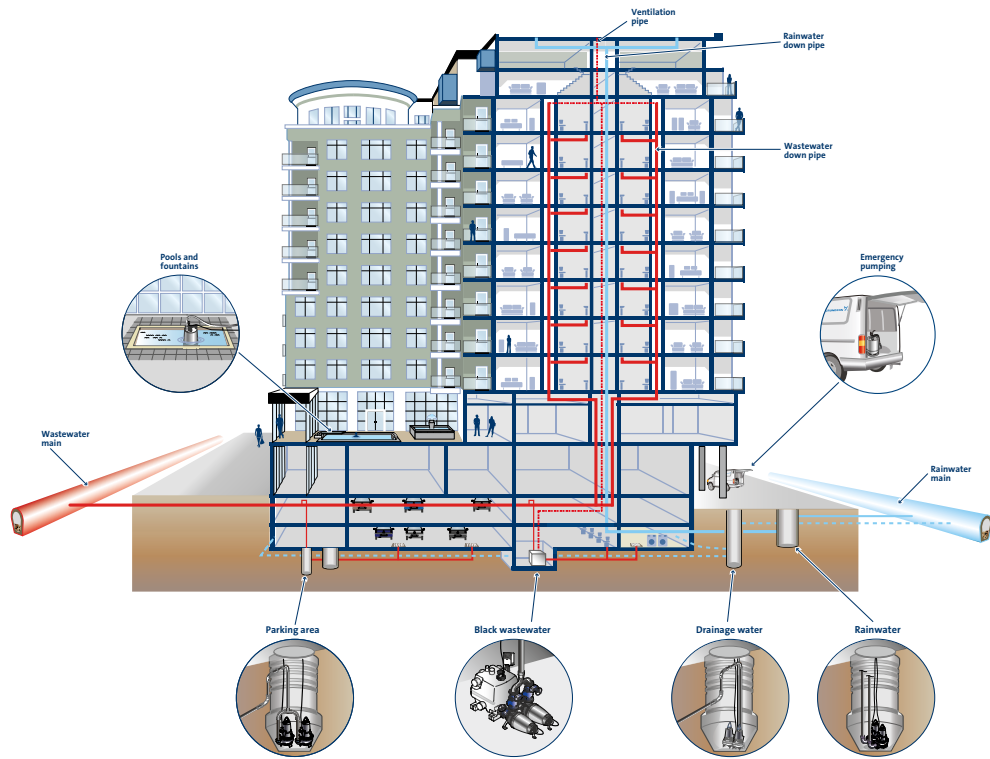 Ventilation
pipe
Rainwater
down pipe
Wastewater
down pipe
Pools and
fountains
Emergency
pumping
Wastewater
main
Rainwater
main
Parking area
Black wastewater
Drainage water
Rainwater